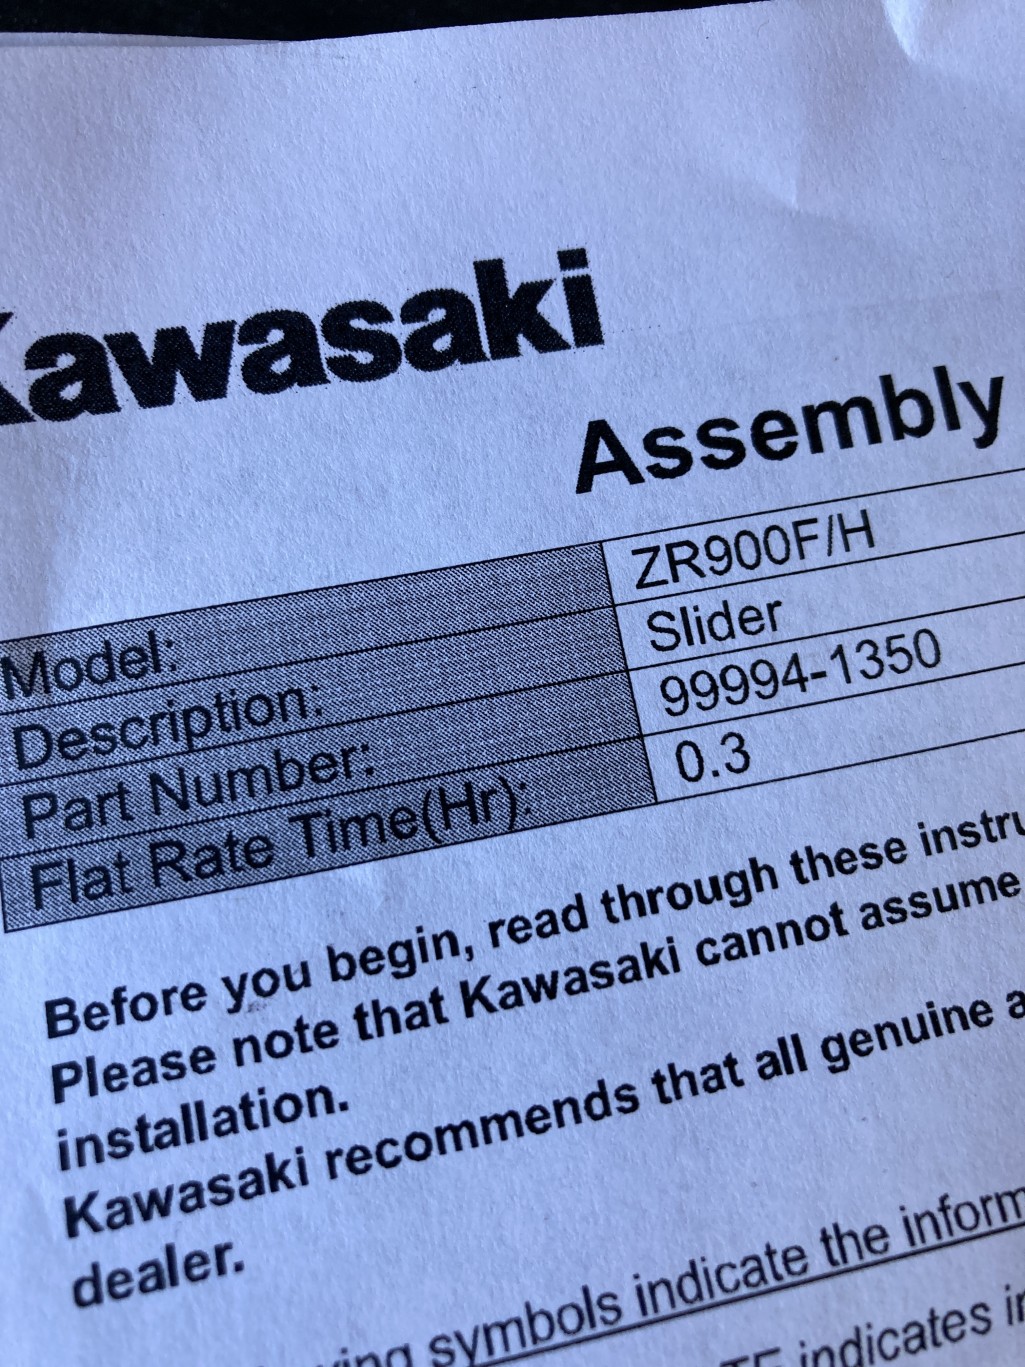 Kawasaki
Assembly
Model: ZR900F/H
Description: Slider
Part Number: 99994-1350
Flat Rate Time(Hr): 0.3
Before you begin, read through these
Please note that Kawasaki cannot assume
installation.
Kawasaki recommends that all genuine
dealer.
symbols indicate the
indicates